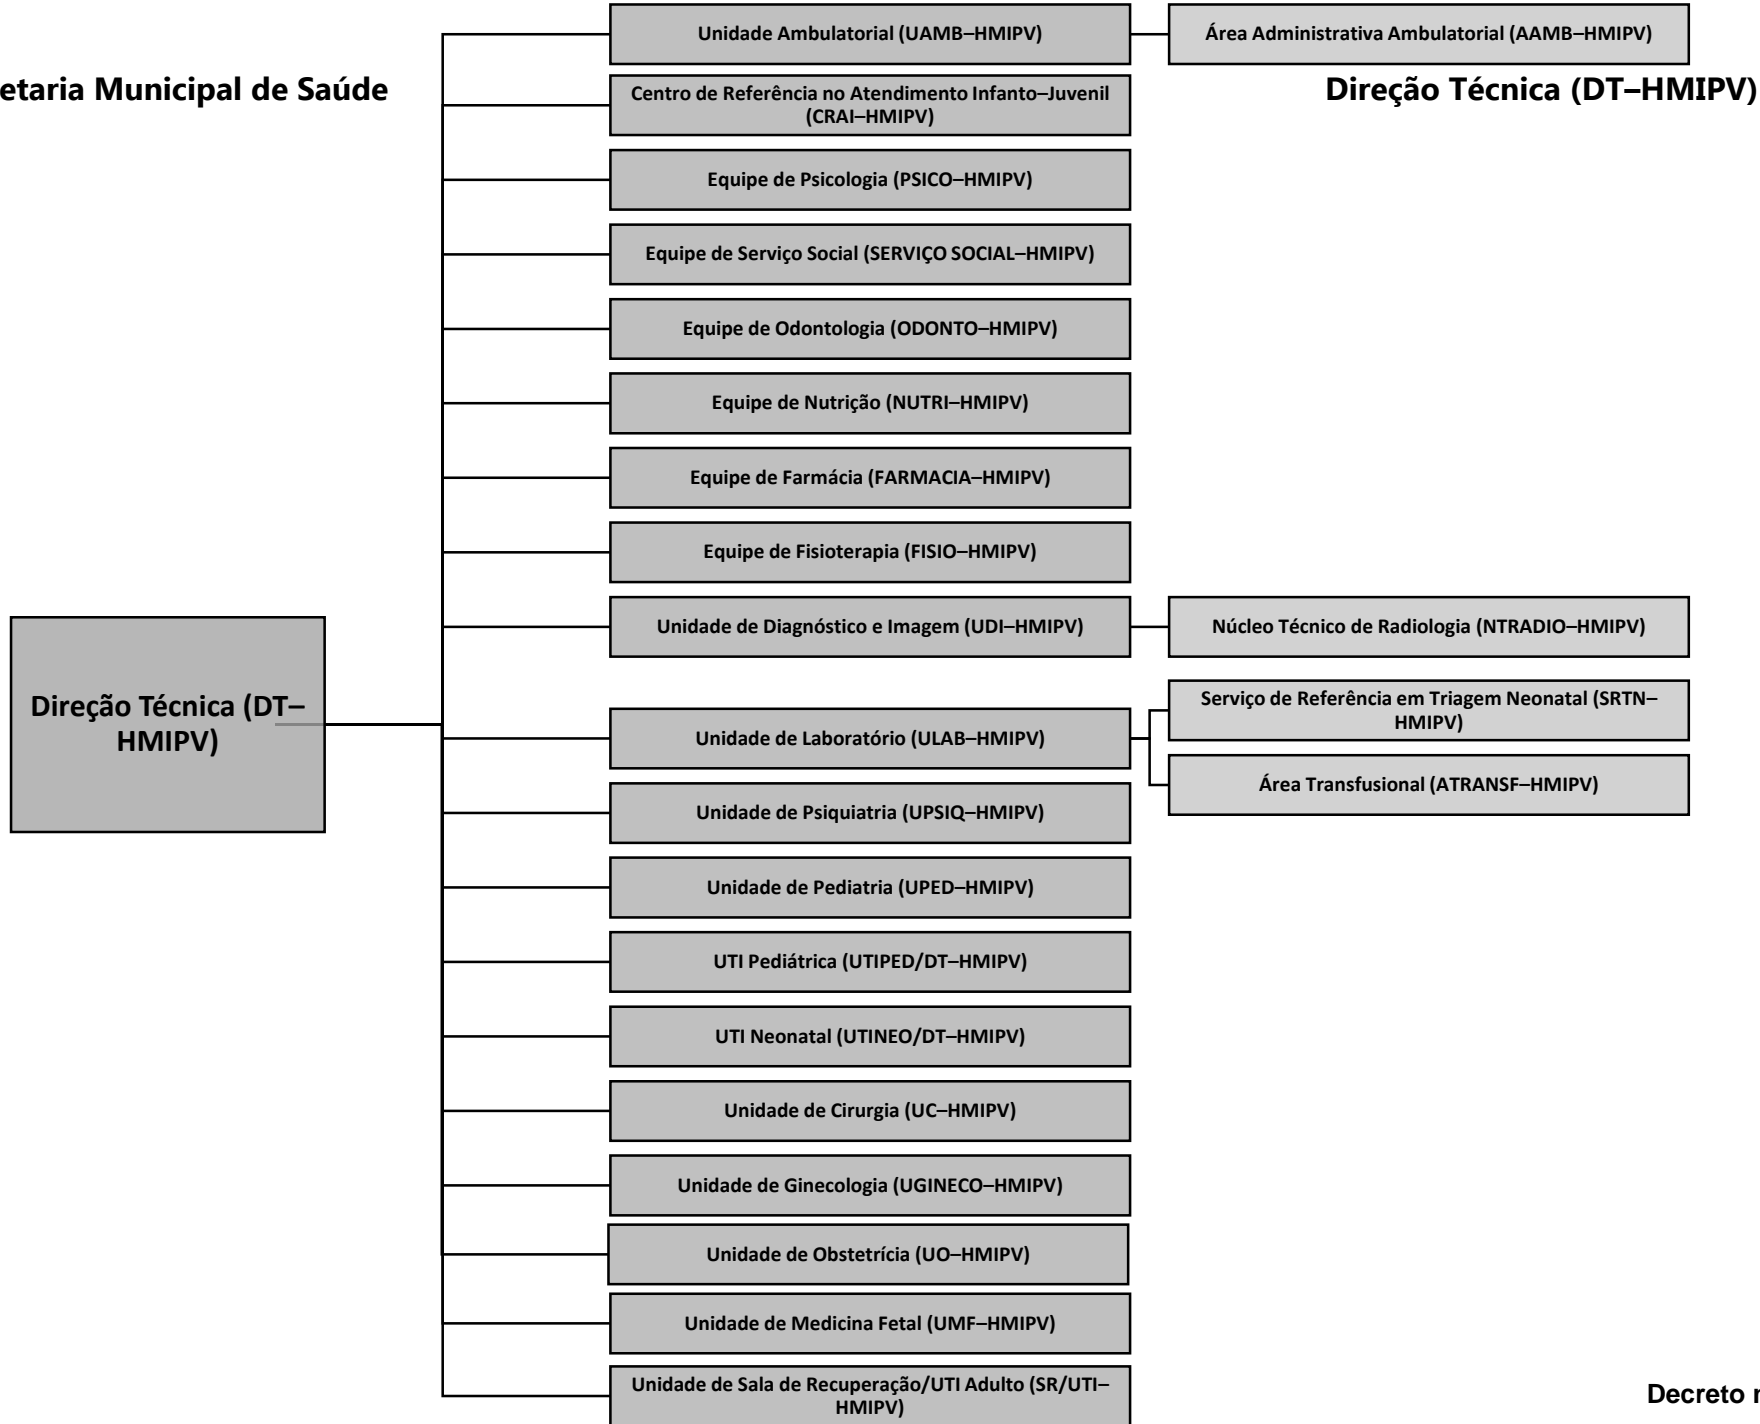 Unidade Ambulatorial (UAMB–HMIPV)
Área Administrativa Ambulatorial (AAMB–HMIPV)
Municipal de Saúde
Direção Técnica (DT–HMIPV)
Centro de Referência no Atendimento Infanto–Juvenil
(CRAI–HMIPV)
Equipe de Psicologia (PSICO–HMIPV)
Equipe de Serviço Social (SERVIÇO SOCIAL–HMIPV)
Equipe de Odontologia (ODONTO–HMIPV)
Equipe de Nutrição (NUTRI–HMIPV)
Equipe de Farmácia (FARMACIA–HMIPV)
Equipe de Fisioterapia (FISIO–HMIPV)
Unidade de Diagnóstico e Imagem (UDI–HMIPV)
Núcleo Técnico de Radiologia (NTRADIO–HMIPV)
Direção Técnica (DT–
HMIPV)
Unidade de Laboratório (ULAB–HMIPV)
Serviço de Referência em Triagem Neonatal (SRTN–
HMIPV)
Área Transfusional (ATRANSF–HMIPV)
Unidade de Psiquiatria (UPSIQ–HMIPV)
Unidade de Pediatria (UPED–HMIPV)
UTI Pediátrica (UTIPED/DT–HMIPV)
UTI Neonatal (UTINEO/DT–HMIPV)
Unidade de Cirurgia (UC–HMIPV)
Unidade de Ginecologia (UGINECO–HMIPV)
Unidade de Obstetrícia (UO–HMIPV)
Unidade de Medicina Fetal (UMF–HMIPV)
Unidade de Sala de Recuperação/UTI Adulto (SR/UTI–
HMIPV)
Decreto